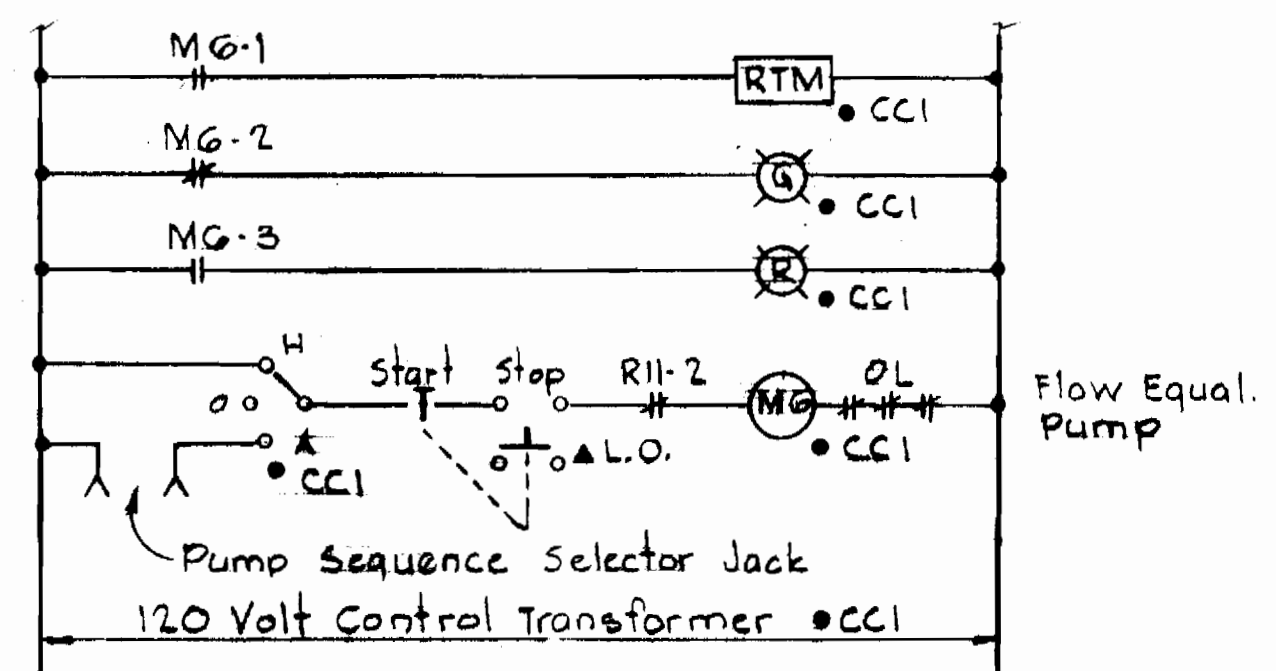 M6-1
RTM
● CC1
M6-2
G
● CC1
M6-3
R
● CC1
H
Start
Stop
R11-2
M6
OL
O
A
● CC1
▲ L.O.
● CC1
Flow Equal.
Pump
Pump Sequence Selector Jack
120 Volt Control Transformer ● CC1